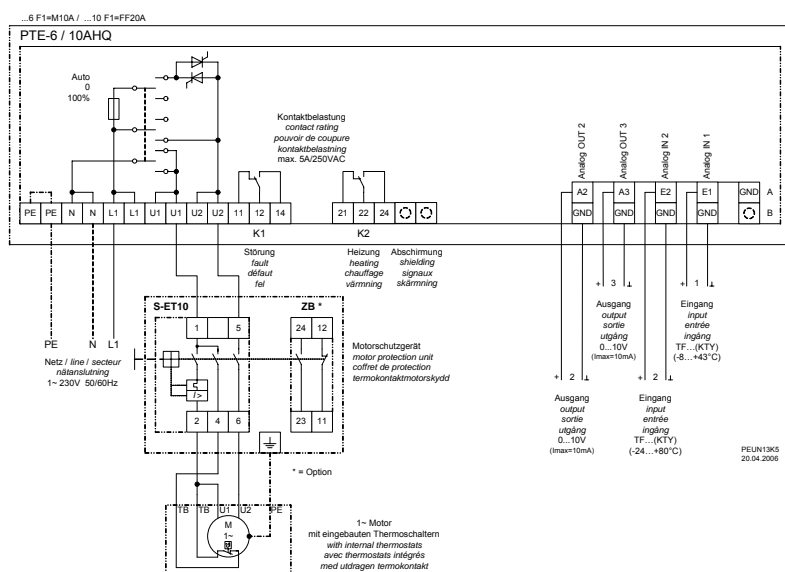 ...6 F1=M10A / ...10 F1=FF20A
PTE-6 / 10AHQ
Auto
0
100%
Kontaktbelastung
contact rating
pouvoir de coupure
kontaktbelastning
max. 5A/250VAC
Analog OUT 2
Analog OUT 3
Analog IN 2
Analog IN 1
A2 A3 E2 E1 GND A
GND GND GND GND B
PE PE N N L1 L1 U1 U1 U2 U2 11 12 14
21 22 24
K1
K2
Störung
fault
défaut
fel
Heizung
heating
chauffage
värmning
Abschirmung
shielding
signaux
skärmning
PE N L1
Netz / line / secteur
nätanslutning
1~ 230V 50/60Hz
S-ET10
ZB *
1 5
24 12
I >
2 4 6
23 11
Motorschutzgerät
motor protection unit
coffret de protection
termokontaktmotorskydd
* = Option
+ 3 ⊥
Ausgang
output
sortie
utgång
0...10V
(Imax=10mA)
+ 1 ⊥
Eingang
input
entrée
ingång
TF...(KTY)
(-8...+43°C)
+ 2 ⊥
Ausgang
output
sortie
utgång
0...10V
(Imax=10mA)
+ 2 ⊥
Eingang
input
entrée
ingång
TF...(KTY)
(-24...+80°C)
PEUN13K5
20.04.2006
TB TB U1 U2 PE
M
1~
1~ Motor
mit eingebauten Thermoschaltern
with internal thermostats
avec thermostats intégrés
med utdragen termokontakt